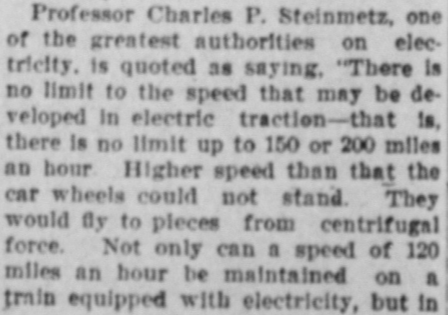 Professor Charles P. Steinmetz, one
of the greatest authorities on elec-
tricity, is quoted as saying, "There is
no limit to the speed that may be de-
veloped in electric traction—that is,
there is no limit up to 150 or 200 miles
an hour Higher speed than that the
car wheels could not stand. They
would fly to pieces from centrifugal
force. Not only can a speed of 120
miles an hour be maintained on a
train equipped with electricity, but in